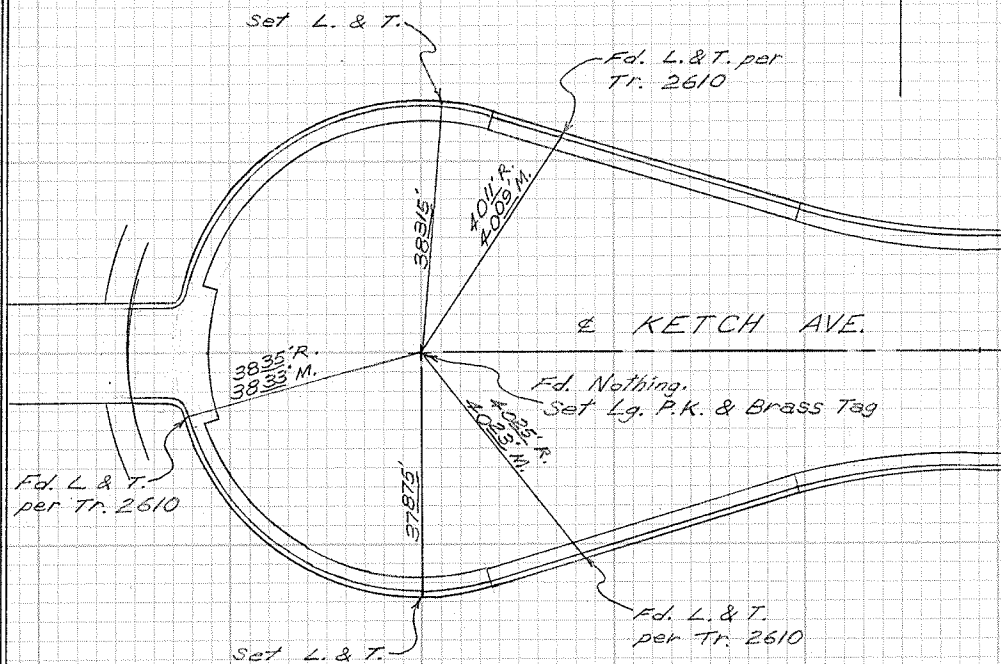 Set L. & T.
Fd. L. & T. per
Tr. 2610
40 11' R.
40 09' M.
38 315'
℄ KETCH AVE.
38 35' R.
38 33' M.
Fd. Nothing.
Set Lg. P.K. & Brass Tag
40 25' R.
40 23' M.
Fd. L & T.
per Tr. 2610
37 875'
Fd. L. & T.
per Tr. 2610
Set L. & T.